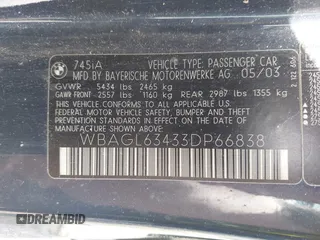 745iA VEHICLE TYPE: PASSENGER CAR
MFD BY BAYERISCHE MOTORENWERKE AG 05/03
GVWR 5434 lbs 2465 kg
GAWR FRONT 2557 lbs 1160 kg REAR 2987 lbs 1355 kg
THIS VEHICLE CONFORMS TO ALL APPLICABLE U.S.
FEDERAL MOTOR VEHICLE SAFETY, BUMPER AND THEFT
PREVENTION STANDARDS IN EFFECT ON THE
DATE OF MANUFACTURE SHOWN ABOVE.
WBAGL63433DP66838
AUTOBIDMASTER